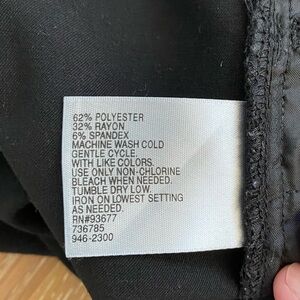 62% POLYESTER
32% RAYON
6% SPANDEX
MACHINE WASH COLD
GENTLE CYCLE.
WITH LIKE COLORS.
USE ONLY NON-CHLORINE
BLEACH WHEN NEEDED.
TUMBLE DRY LOW.
IRON ON LOWEST SETTING
AS NEEDED.
RN#93677
736785
946-2300